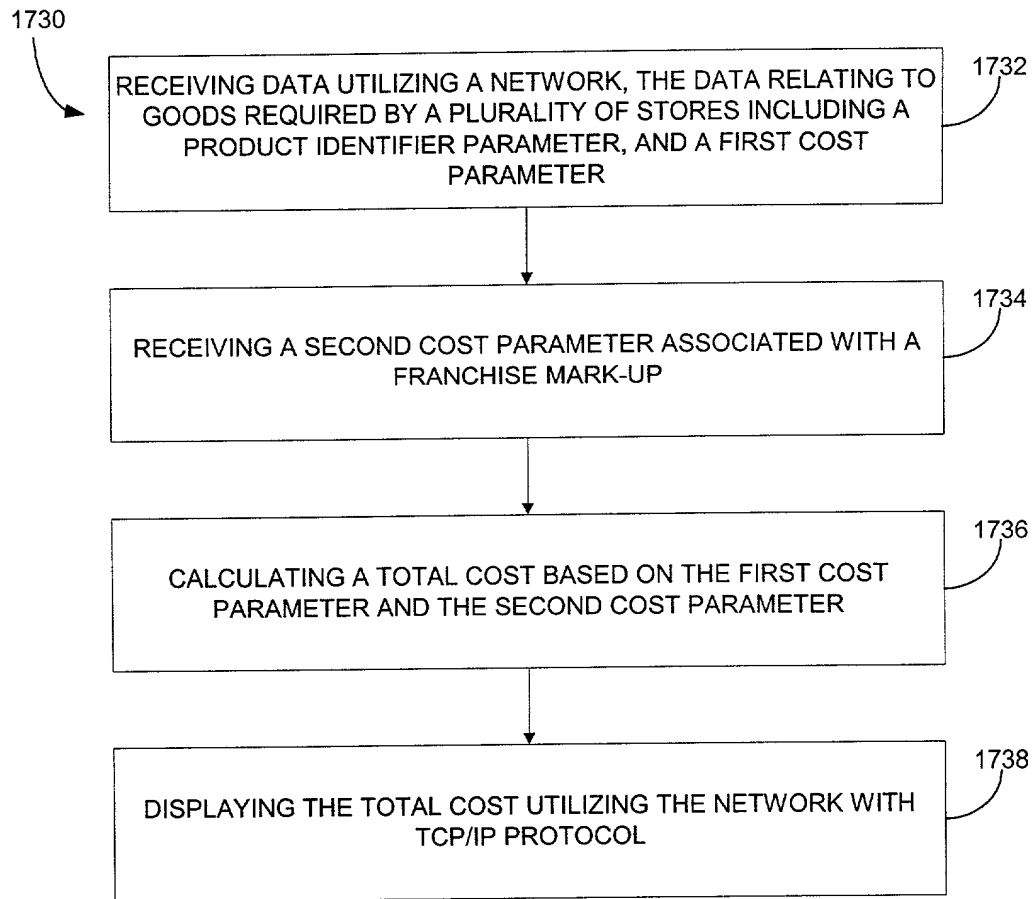 1730
RECEIVING DATA UTILIZING A NETWORK, THE DATA RELATING TO
GOODS REQUIRED BY A PLURALITY OF STORES INCLUDING A
PRODUCT IDENTIFIER PARAMETER, AND A FIRST COST
PARAMETER
1732
RECEIVING A SECOND COST PARAMETER ASSOCIATED WITH A
FRANCHISE MARK-UP
1734
CALCULATING A TOTAL COST BASED ON THE FIRST COST
PARAMETER AND THE SECOND COST PARAMETER
1736
DISPLAYING THE TOTAL COST UTILIZING THE NETWORK WITH
TCP/IP PROTOCOL
1738